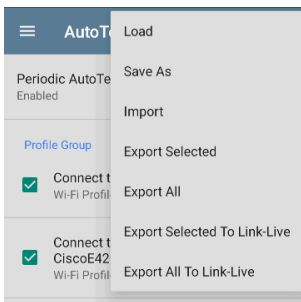 AutoT
Load
Save As
Import
Export Selected
Export All
Export Selected To Link-Live
Export All To Link-Live
Periodic AutoTe
Enabled
Profile Group
Connect t
Wi-Fi Profil
Connect t
CiscoE42
Wi-Fi Profil